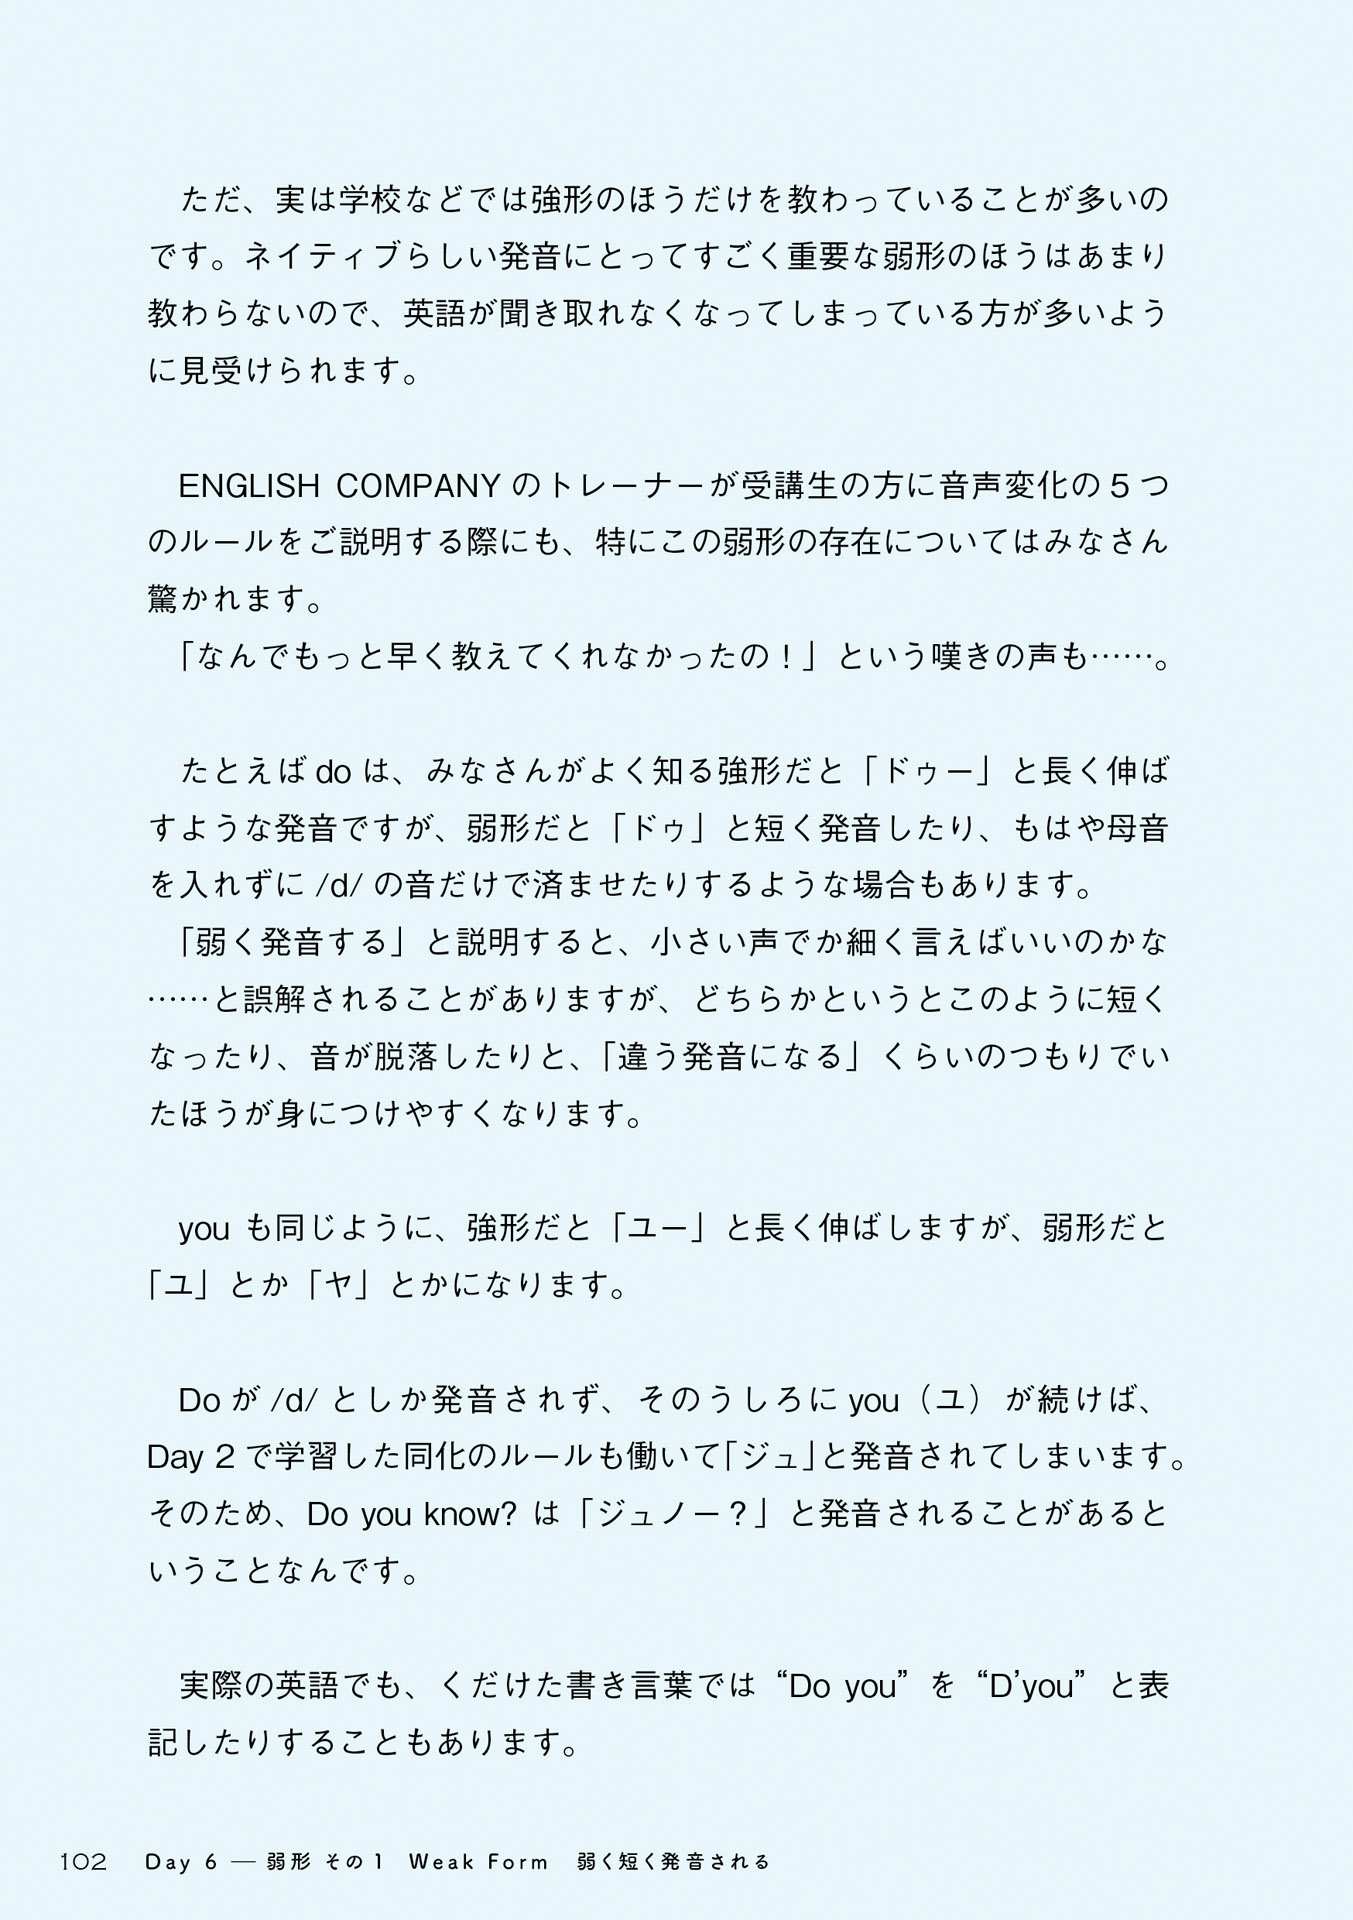 ただ、実は学校などでは強形のほうだけを教わっていることが多いの
です。ネイティブらしい発音にとってすごく重要な弱形のほうはあまり
教わらないので、英語が聞き取れなくなってしまっている方が多いよう
に見受けられます。
ENGLISH COMPANY のトレーナーが受講生の方に音声変化の 5 つ
のルールをご説明する際にも、特にこの弱形の存在についてはみなさん
驚かれます。
「なんでもっと早く教えてくれなかったの！」という嘆きの声も……。
たとえば do は、みなさんがよく知る強形だと「ドゥー」と長く伸ば
すような発音ですが、弱形だと「ドゥ」と短く発音したり、もはや母音
を入れずに /d/ の音だけで済ませたりするような場合もあります。
「弱く発音する」と説明すると、小さい声でか細く言えばいいのかな
……と誤解されることがありますが、どちらかというとこのように短く
なったり、音が脱落したりと、「違う発音になる」くらいのつもりでい
たほうが身につけやすくなります。
you も同じように、強形だと「ユー」と長く伸ばしますが、弱形だと
「ユ」とか「ヤ」とかになります。
Do が /d/ としか発音されず、そのうしろに you（ユ）が続けば、
Day 2 で学習した同化のルールも働いて「ジュ」と発音されてしまいます。
そのため、Do you know? は「ジュノー？」と発音されることがあると
いうことなんです。
実際の英語でも、くだけた書き言葉では “Do you” を “D’you” と表
記したりすることもあります。
102 Day 6 — 弱形 その1 Weak Form 弱く短く発音される